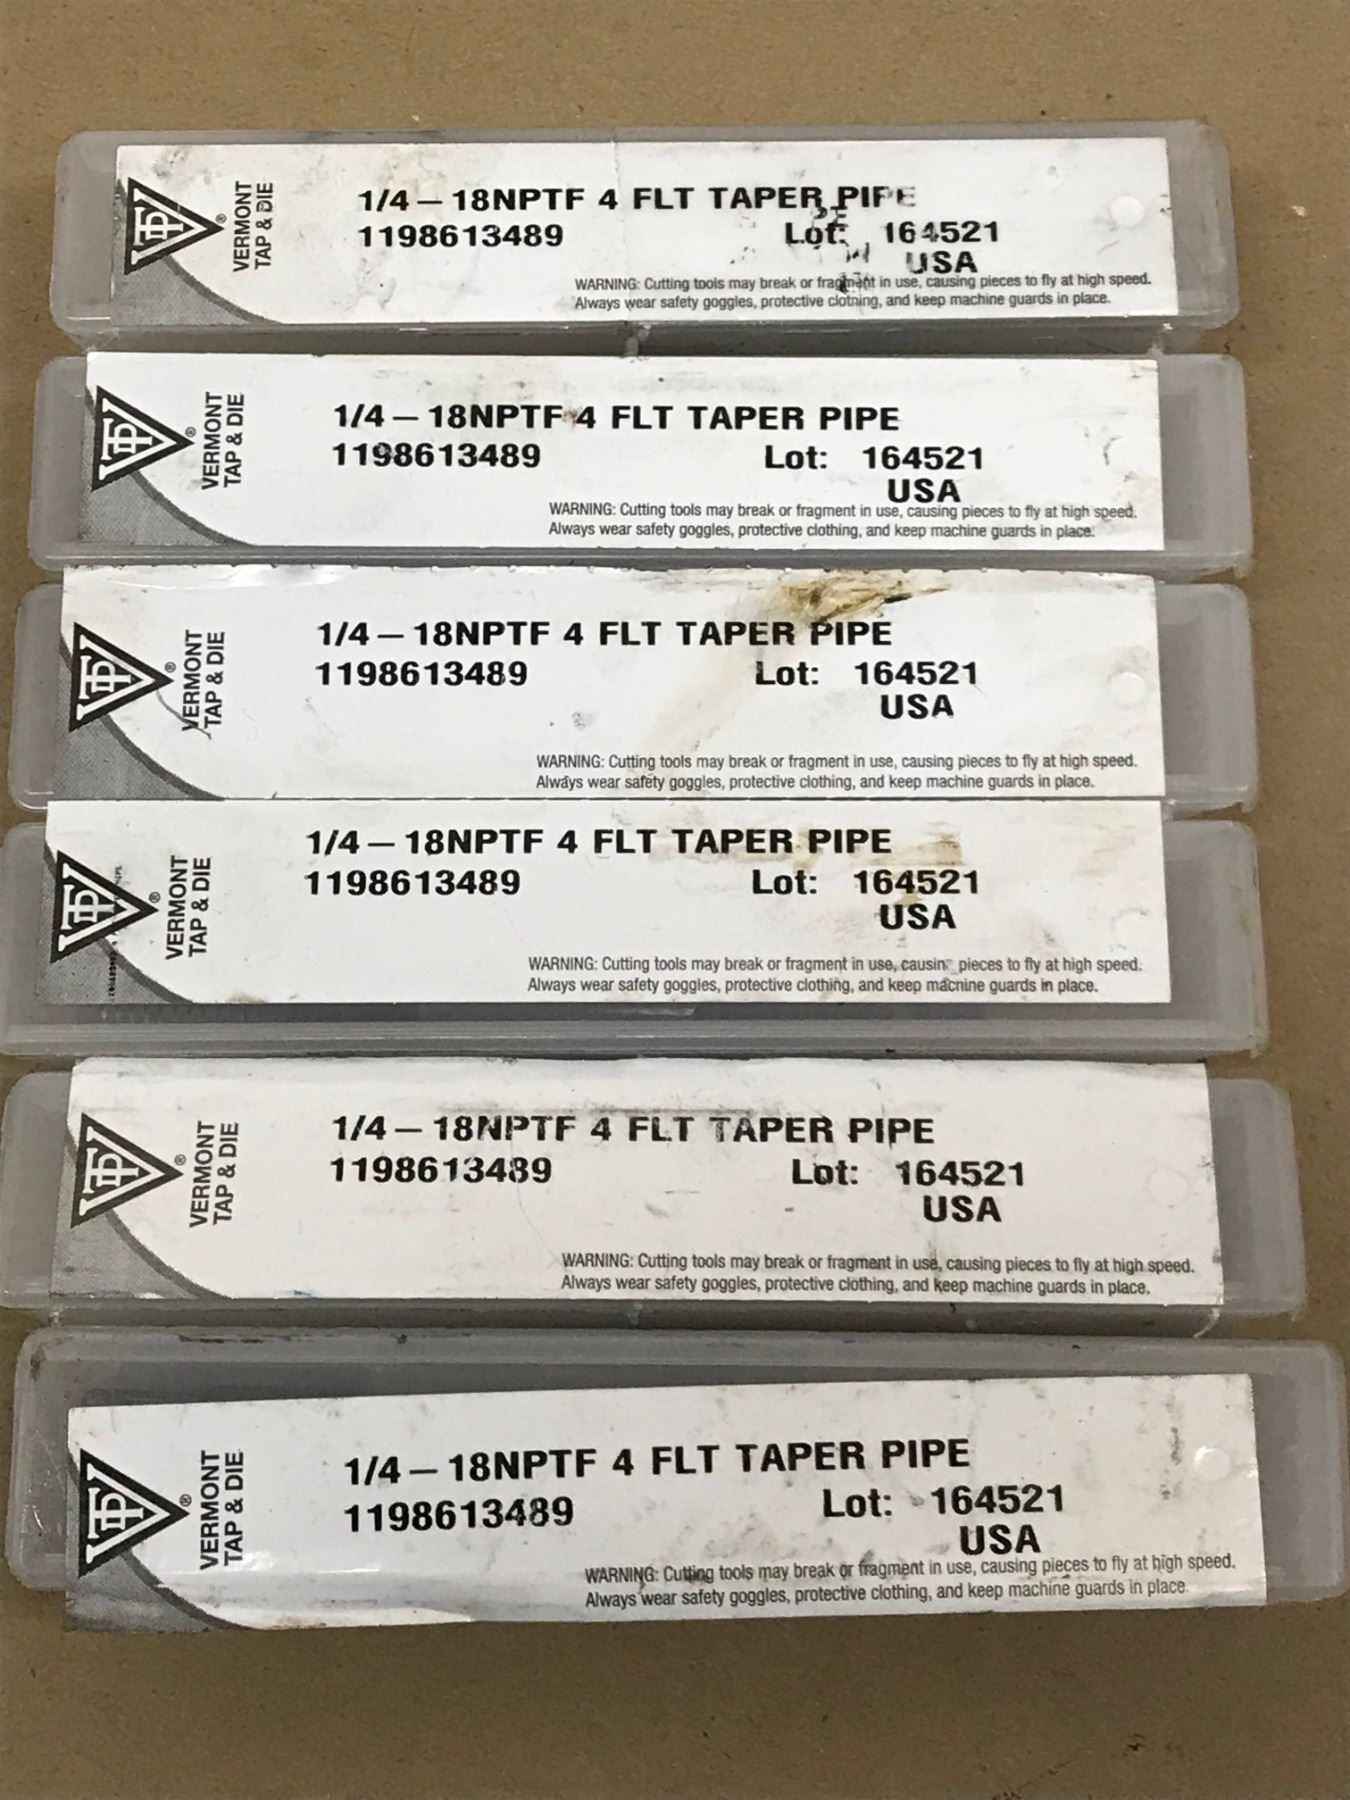 VERMONT
TAP & DIE
1/4 – 18NPTF 4 FLT TAPER PIPE
1198613489 Lot: 164521
USA
WARNING: Cutting tools may break or fragment in use, causing pieces to fly at high speed.
Always wear safety goggles, protective clothing, and keep machine guards in place.
VERMONT
TAP & DIE
1/4 – 18NPTF 4 FLT TAPER PIPE
1198613489 Lot: 164521
USA
WARNING: Cutting tools may break or fragment in use, causing pieces to fly at high speed.
Always wear safety goggles, protective clothing, and keep machine guards in place.
VERMONT
TAP & DIE
1/4 – 18NPTF 4 FLT TAPER PIPE
1198613489 Lot: 164521
USA
WARNING: Cutting tools may break or fragment in use, causing pieces to fly at high speed.
Always wear safety goggles, protective clothing, and keep machine guards in place.
VERMONT
TAP & DIE
1/4 – 18NPTF 4 FLT TAPER PIPE
1198613489 Lot: 164521
USA
WARNING: Cutting tools may break or fragment in use, causing pieces to fly at high speed.
Always wear safety goggles, protective clothing, and keep machine guards in place.
VERMONT
TAP & DIE
1/4 – 18NPTF 4 FLT TAPER PIPE
1198613489 Lot: 164521
USA
WARNING: Cutting tools may break or fragment in use, causing pieces to fly at high speed.
Always wear safety goggles, protective clothing, and keep machine guards in place.
VERMONT
TAP & DIE
1/4 – 18NPTF 4 FLT TAPER PIPE
1198613489 Lot: 164521
USA
WARNING: Cutting tools may break or fragment in use, causing pieces to fly at high speed.
Always wear safety goggles, protective clothing, and keep machine guards in place.